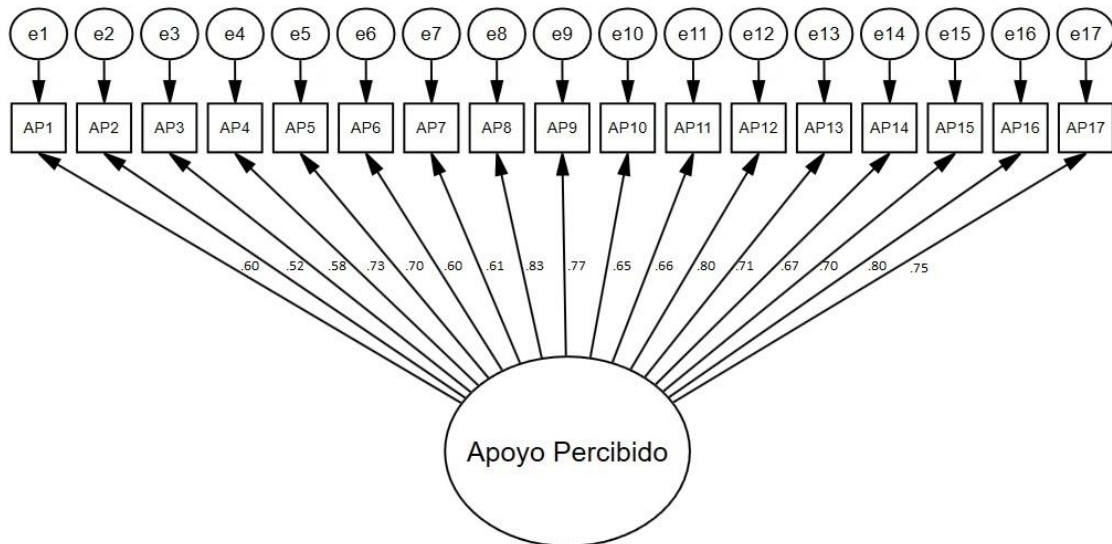 e1 e2 e3 e4 e5 e6 e7 e8 e9 e10 e11 e12 e13 e14 e15 e16 e17
AP1 AP2 AP3 AP4 AP5 AP6 AP7 AP8 AP9 AP10 AP11 AP12 AP13 AP14 AP15 AP16 AP17
.60 .52 .58 .73 .70 .60 .61 .83 .77 .65 .66 .80 .71 .67 .70 .80 .75
Apoyo Percibido